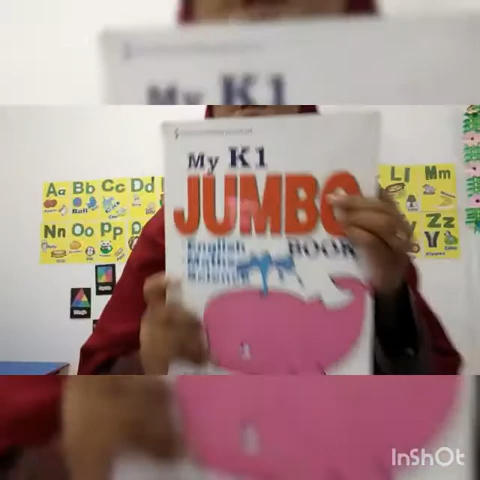 My K1
My K1
JUMBO
BOOK
English
Science
Aa Bb Cc Dd
Ball
Nn Oo Pp
Ll Mm
Zz
InShOt